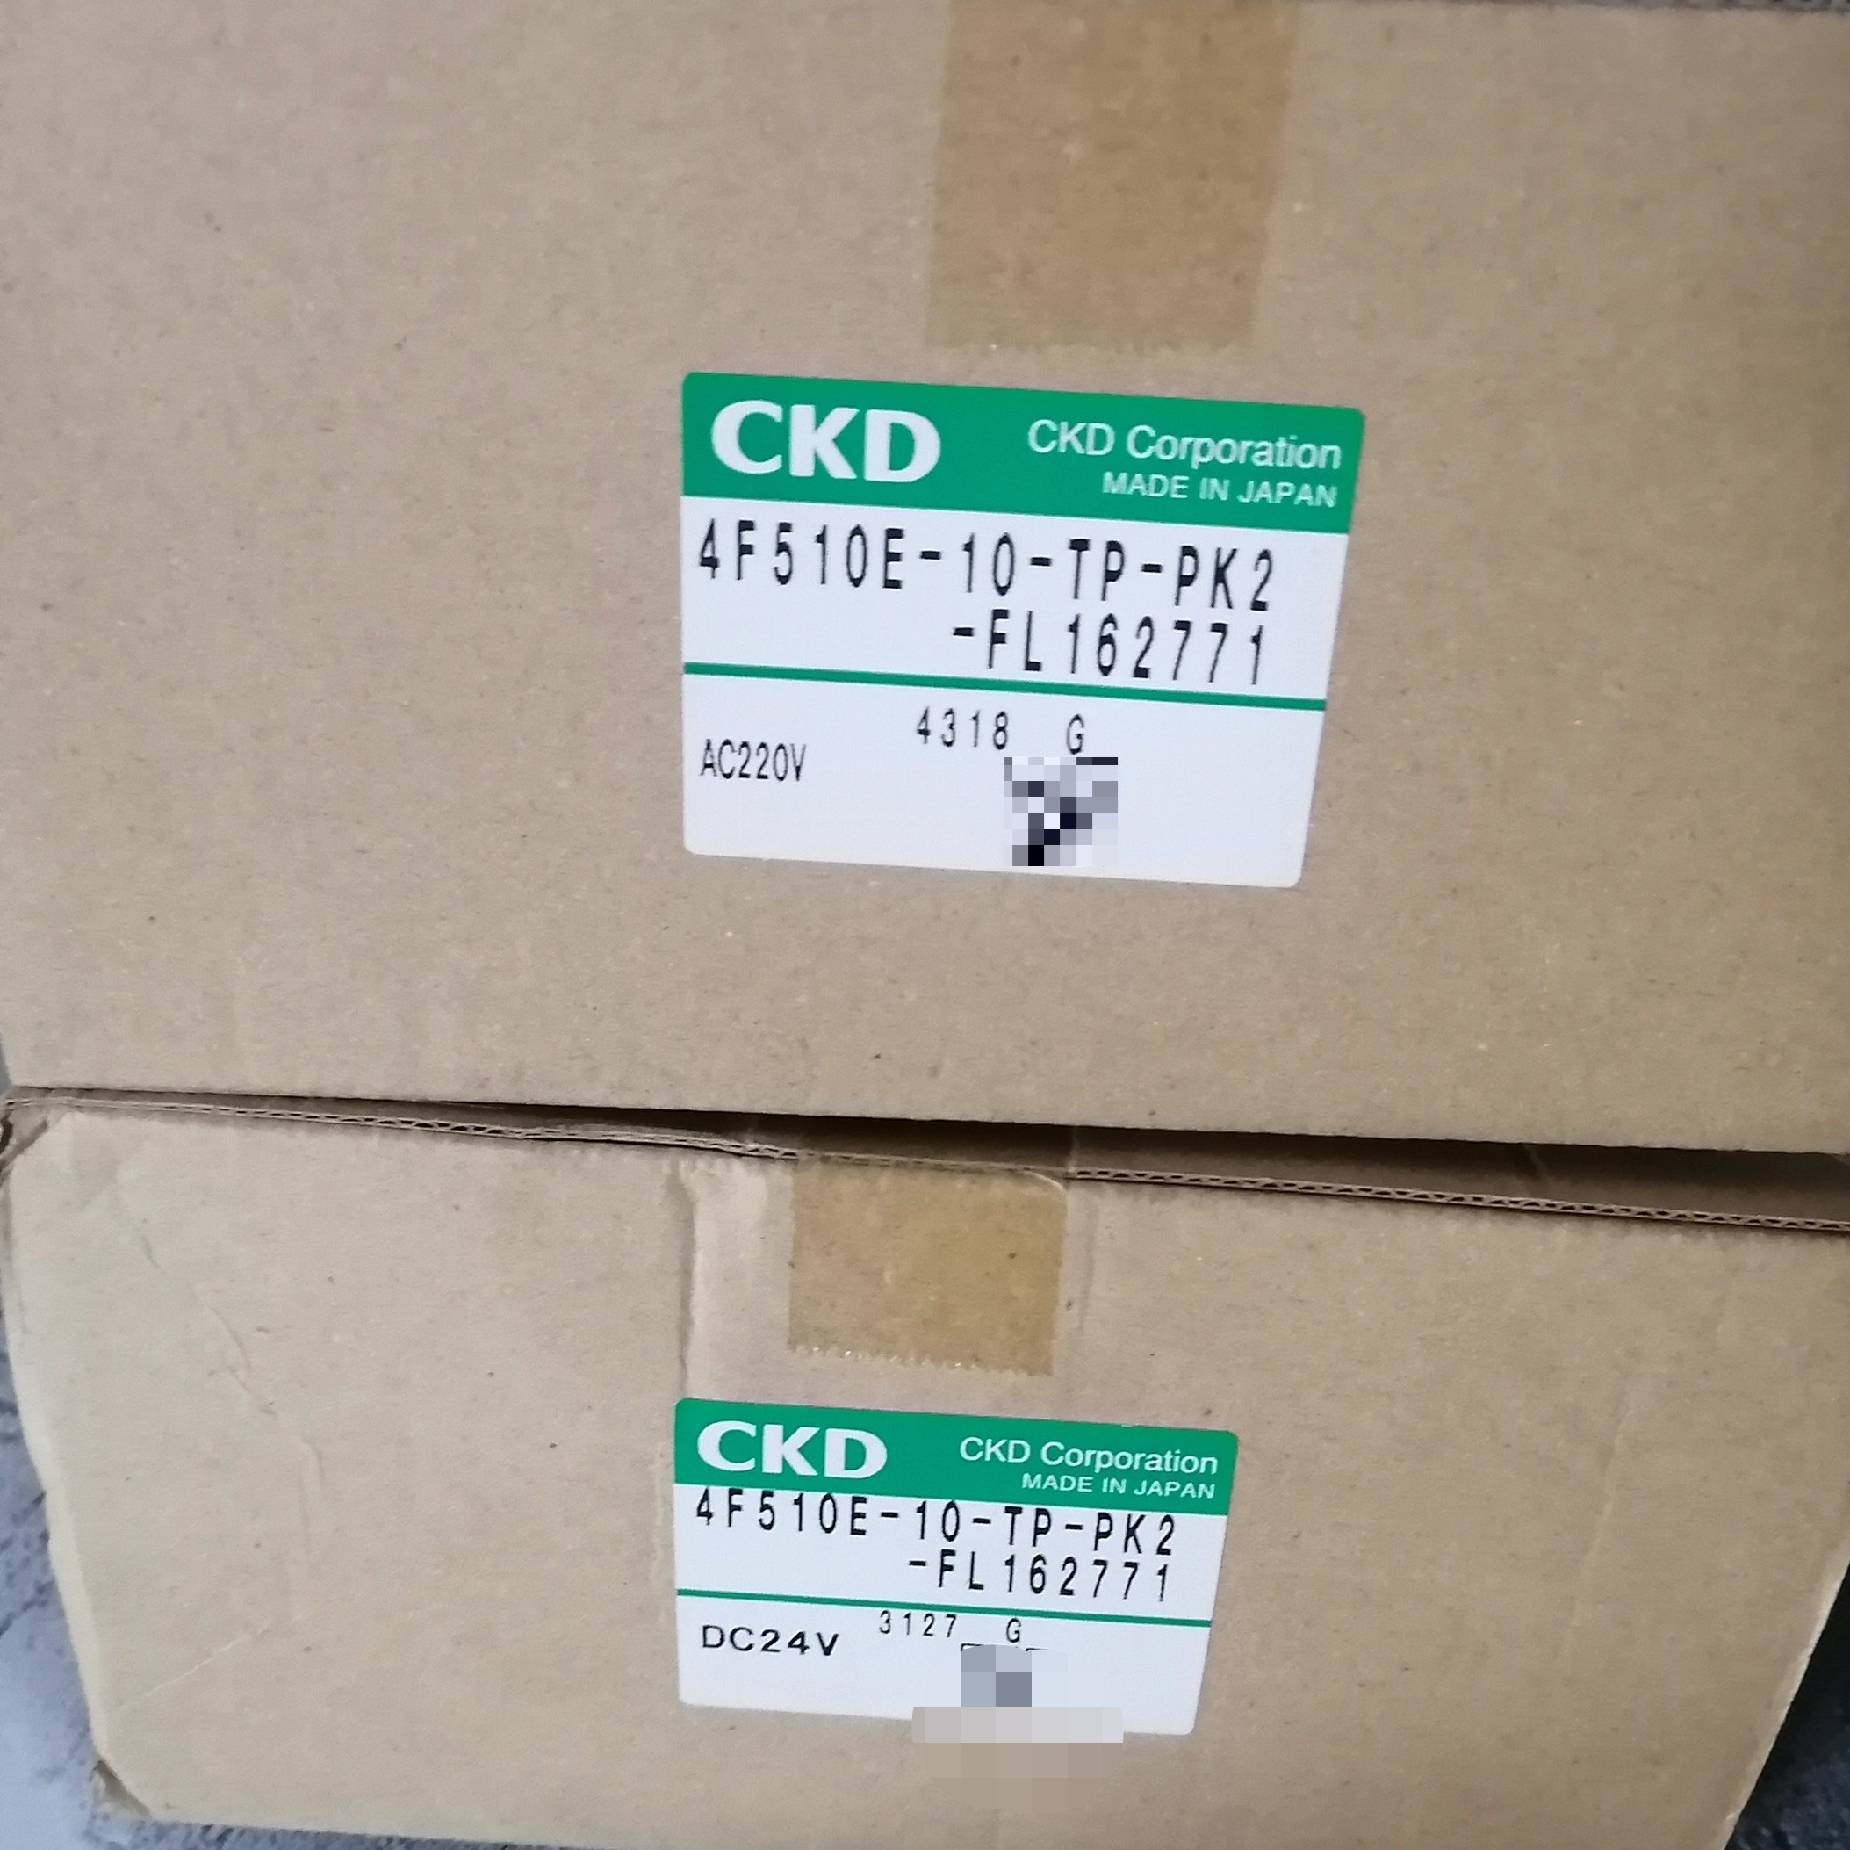 CKD CKD Corporation
MADE IN JAPAN
4F510E-10-TP-PK2
-FL162771
4318 G
AC220V
CKD CKD Corporation
MADE IN JAPAN
4F510E-10-TP-PK2
-FL162771
3127 G
DC24V